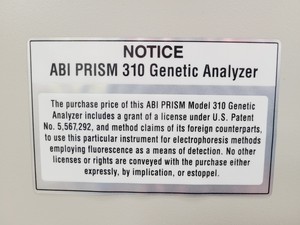 NOTICE
ABI PRISM 310 Genetic Analyzer
The purchase price of this ABI PRISM Model 310 Genetic
Analyzer includes a grant of a license under U.S. Patent
No. 5,567,292, and method claims of its foreign counterparts,
to use this particular instrument for electrophoresis methods
employing fluorescence as a means of detection. No other
licenses or rights are conveyed with the purchase either
expressly, by implication, or estoppel.